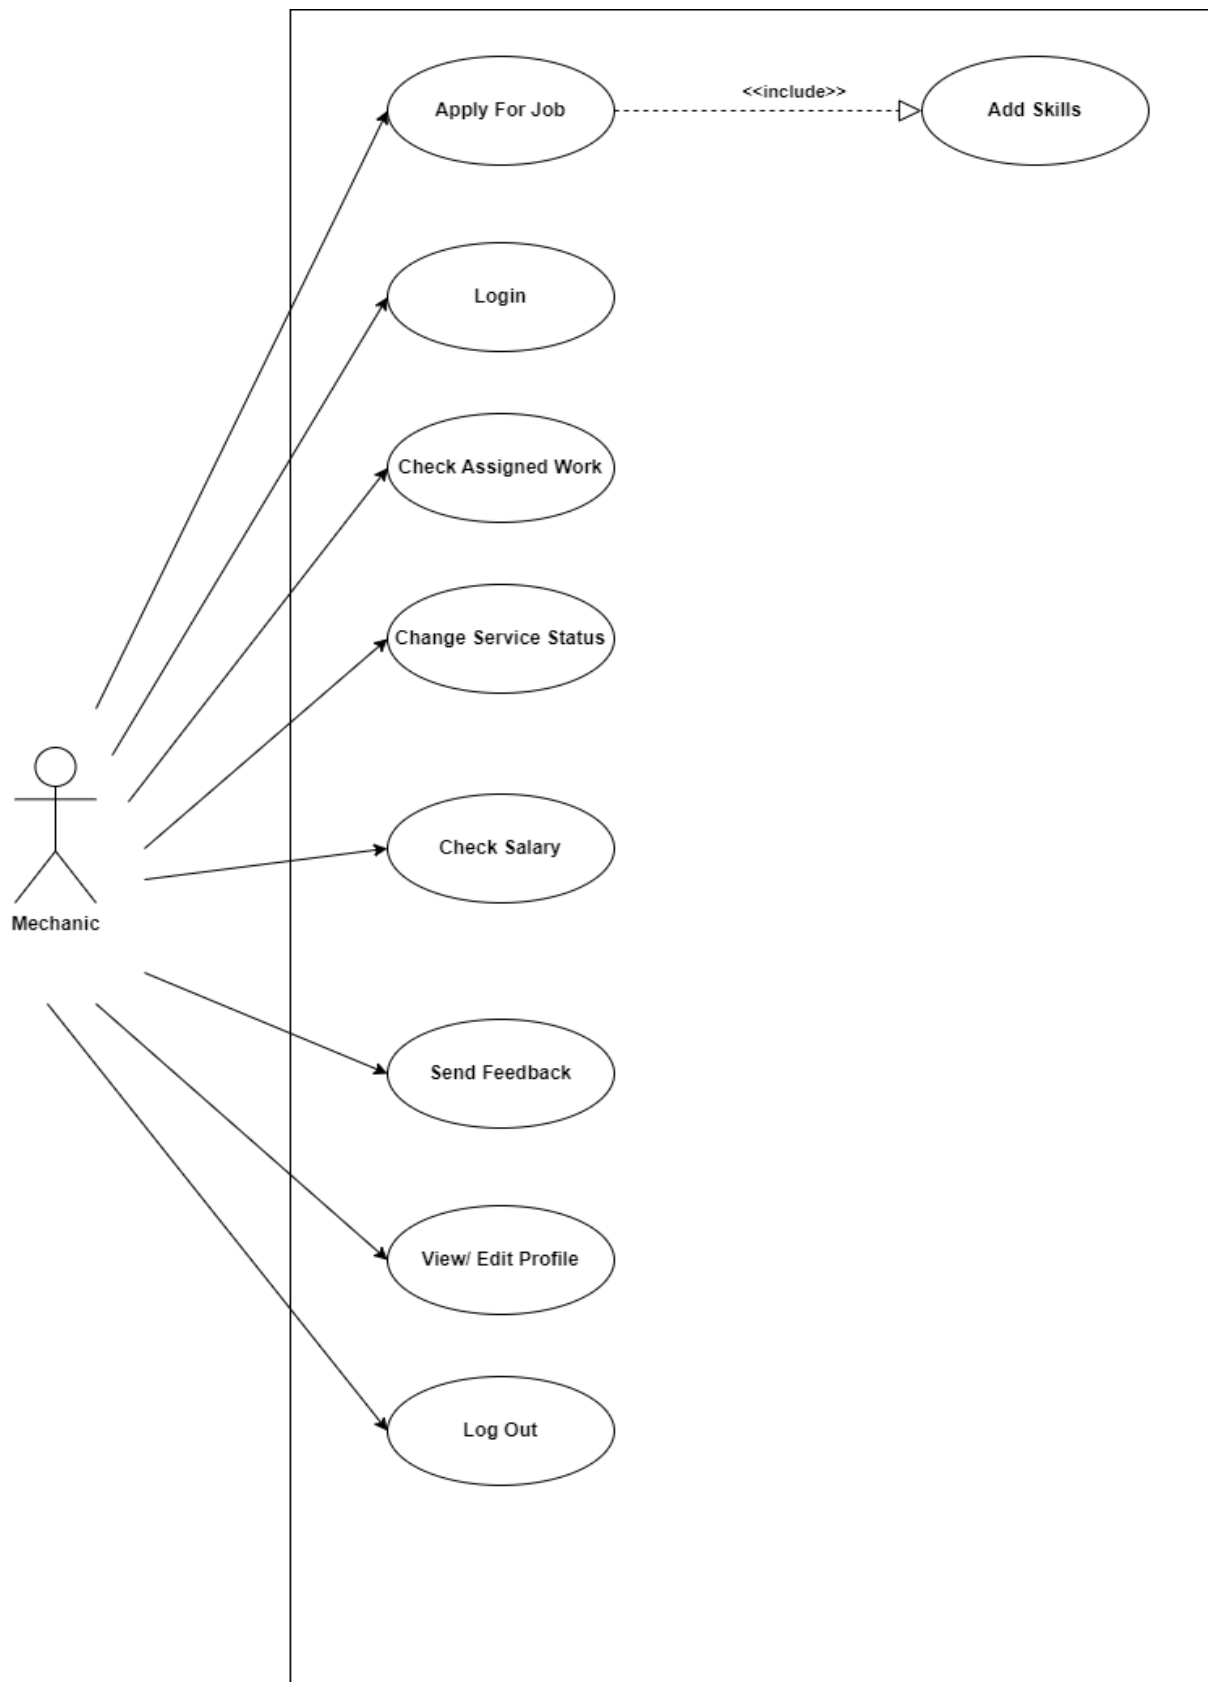 Apply For Job
<<include>>
Add Skills
Login
Check Assigned Work
Change Service Status
Check Salary
Mechanic
Send Feedback
View/ Edit Profile
Log Out